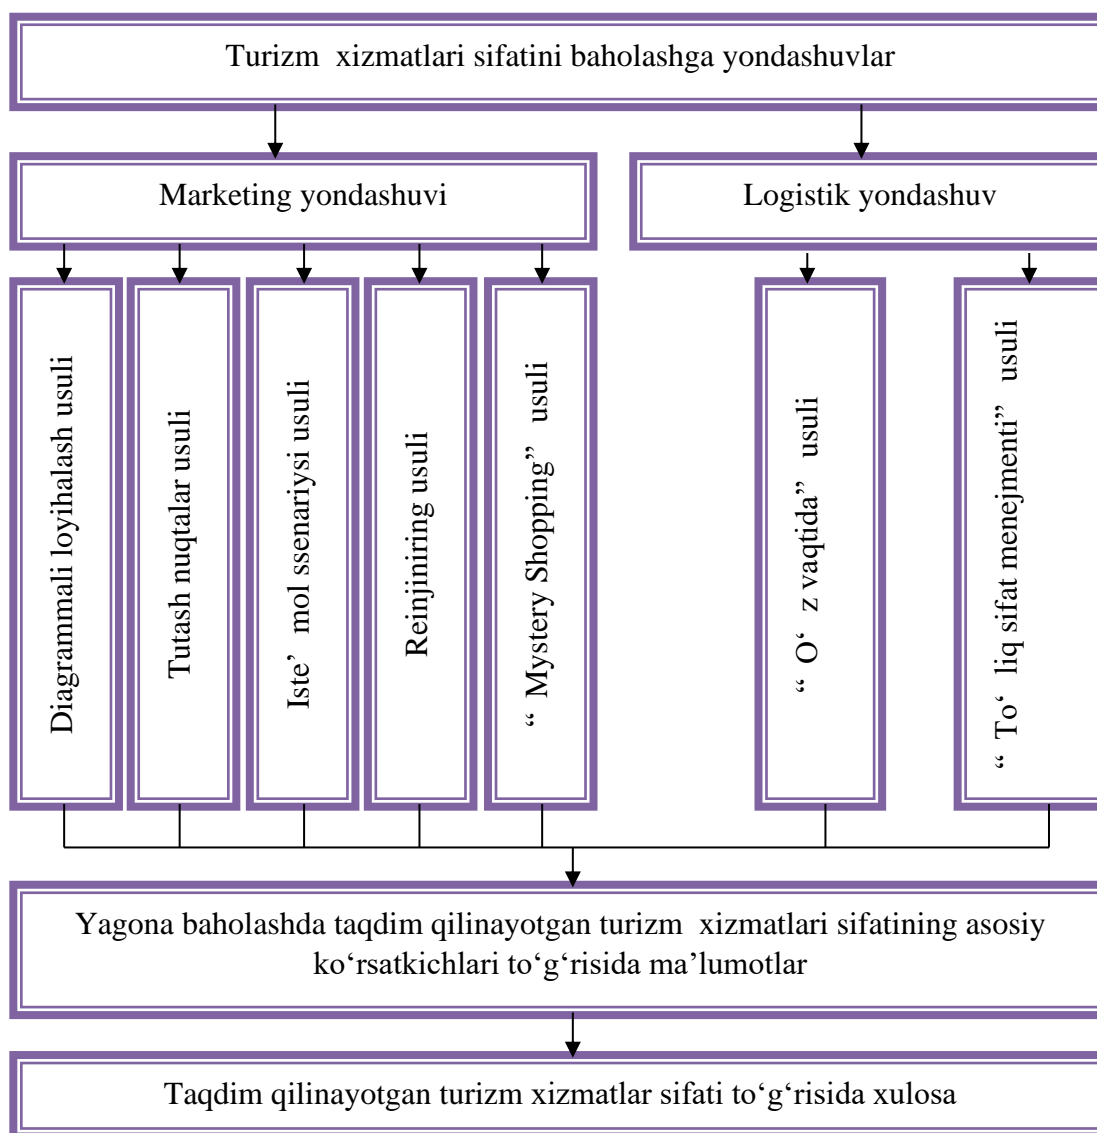 Turizm xizmatlari sifatini baholashga yondashuvlar
Marketing yondashuvi
Logistik yondashuv
Diagrammali loyihalash usuli
Tutash nuqtalar usuli
Iste’ mol ssenariysi usuli
Reinjiniring usuli
“ Mystery Shopping” usuli
“ O‘ z vaqtida” usuli
“ To‘ liq sifat menejmenti” usuli
Yagona baholashda taqdim qilinayotgan turizm xizmatlari sifatining asosiy
ko‘rsatkichlari to‘g‘risida ma’lumotlar
Taqdim qilinayotgan turizm xizmatlar sifati to‘g‘risida xulosa